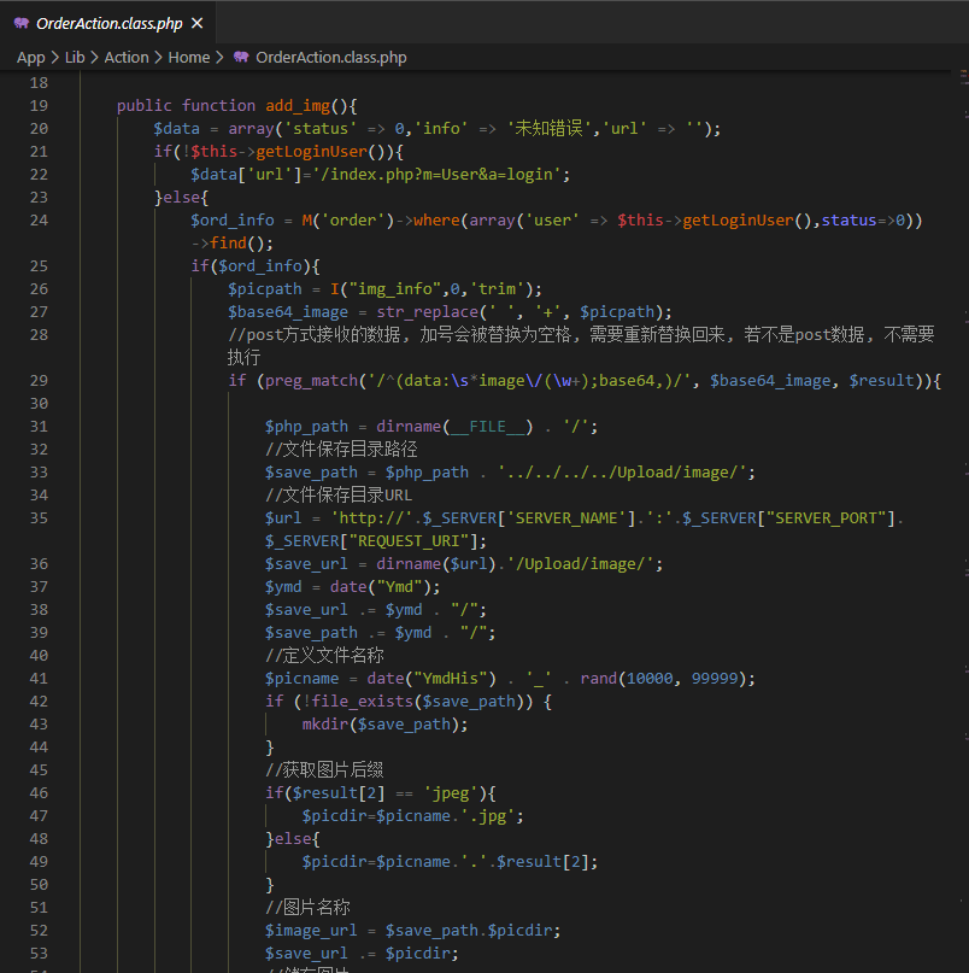 OrderAction.class.php ×
App > Lib > Action > Home > OrderAction.class.php
18
19 public function add_img(){
20 $data = array('status' => 0,'info' => '未知错误','url' => '');
21 if(!$this->getLoginUser()){
22 $data['url']='/index.php?m=User&a=login';
23 }else{
24 $ord_info = M('order')->where(array('user' => $this->getLoginUser(),status=>0))
->find();
25 if($ord_info){
26 $picpath = I("img_info",0,'trim');
27 $base64_image = str_replace(' ', '+', $picpath);
28 //post方式接收的数据, 加号会被替换为空格, 需要重新替换回来, 若不是post数据, 不需要
执行
29 if (preg_match('/^(data:\s*image\/(\w+);base64,)/', $base64_image, $result)){
30
31 $php_path = dirname(__FILE__) . '/';
32 //文件保存目录路径
33 $save_path = $php_path . '../../../../Upload/image/';
34 //文件保存目录URL
35 $url = 'http://'.$_SERVER['SERVER_NAME'].':'.$_SERVER["SERVER_PORT"].
$_SERVER["REQUEST_URI"];
36 $save_url = dirname($url).'/Upload/image/';
37 $ymd = date("Ymd");
38 $save_url .= $ymd . "/";
39 $save_path .= $ymd . "/";
40 //定义文件名称
41 $picname = date("YmdHis") . '_' . rand(10000, 99999);
42 if (!file_exists($save_path)) {
43 mkdir($save_path);
44 }
45 //获取图片后缀
46 if($result[2] == 'jpeg'){
47 $picdir=$picname.'.jpg';
48 }else{
49 $picdir=$picname.'.'.$result[2];
50 }
51 //图片名称
52 $image_url = $save_path.$picdir;
53 $save_url .= $picdir;